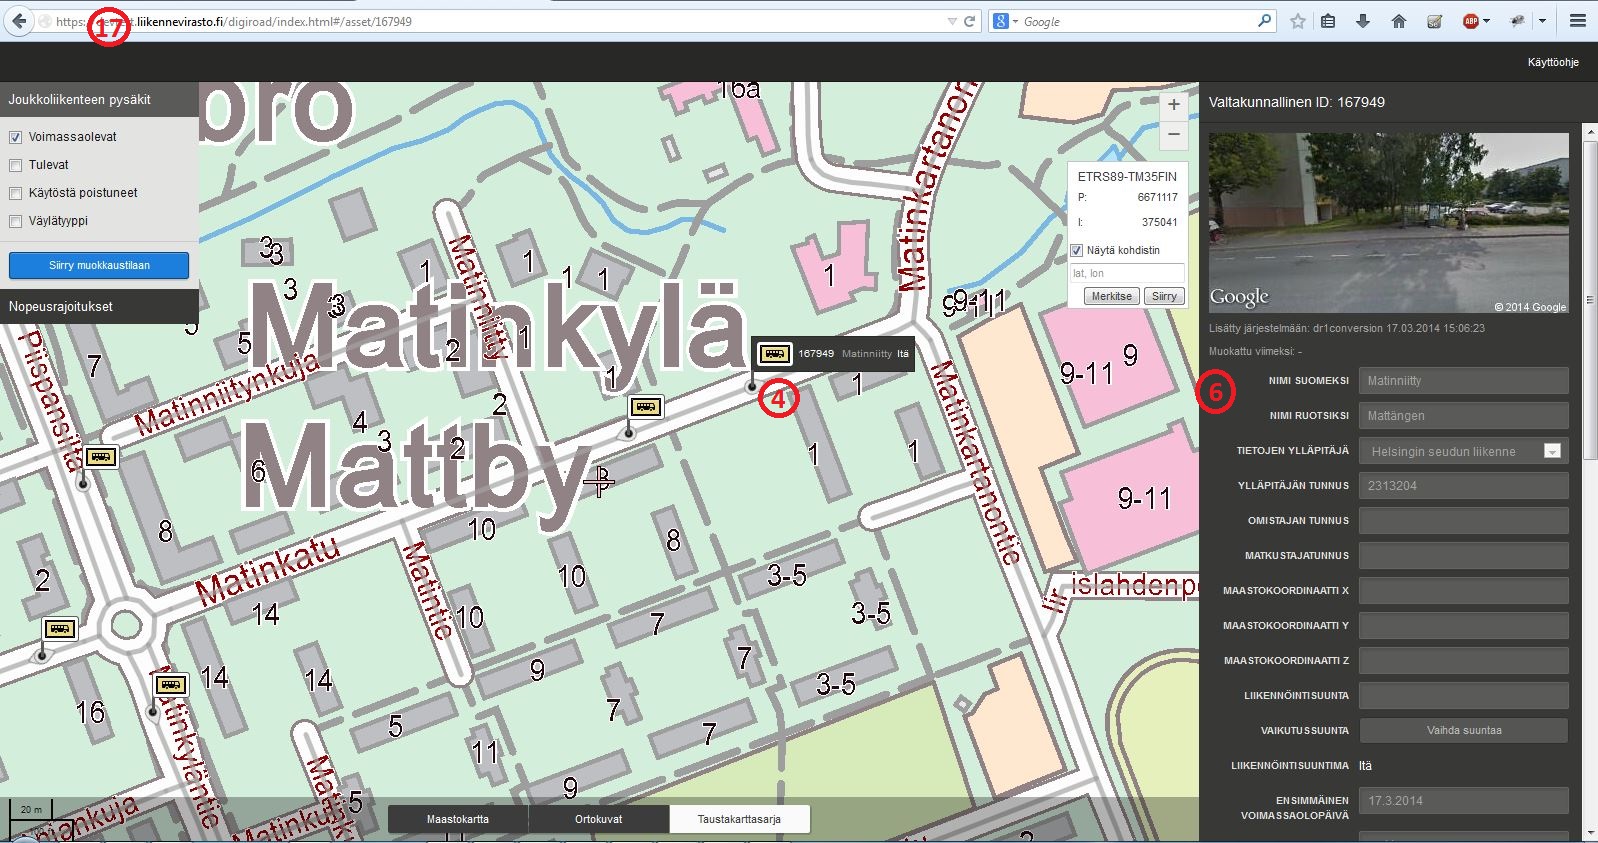 https://devtest.liikennevirasto.fi/digiroad/index.html#/asset/167949
Google
17
ABP
Käyttöohje
Joukkoliikenteen pysäkit
Voimassaolevat
Tulevat
Käytöstä poistuneet
Väylätyyppi
Siirry muokkaustilaan
Nopeusrajoitukset
bro
16a
Matinkartanon
+
−
ETRS89-TM35FIN
P: 6671117
I: 375041
Näytä kohdistin
lat, lon
Merkitse Siirry
3
3
3
3
1
1
1
1
Matinniitty
Matinkylä
5
5
7
2
1
1
9-11
9-11
9
Piispansilta
Matinniitynkuja
167949 Matinniitty Itä
4
1
Mattby
2
4
3
2
6
1
1
Matinkartanontie
9-11
8
10
8
2
Matinkatu
10
3-5
islahdenpo
14
Matintie
10
7
3-5
14
14
9
7
3-5
16
7
5
7
Matinkyläntie
11
9
5
Matinkuja
20 m
Maastokartta
Ortokuvat
Taustakarttasarja
Valtakunnallinen ID: 167949
Google
© 2014 Google
Lisätty järjestelmään: dr1conversion 17.03.2014 15:06:23
Muokattu viimeksi: -
6
NIMI SUOMEKSI Matinniitty
NIMI RUOTSIKSI Mattängen
TIETOJEN YLLÄPITÄJÄ Helsingin seudun liikenne
YLLÄPITÄJÄN TUNNUS 2313204
OMISTAJAN TUNNUS
MATKUSTAJATUNNUS
MAASTOKOORDINAATTI X
MAASTOKOORDINAATTI Y
MAASTOKOORDINAATTI Z
LIIKENNÖINTISUUNTA
VAIKUTUSSUUNTA Vaihda suuntaa
LIIKENNÖINTISUUNTIMA Itä
ENSIMMÄINEN
VOIMASSAOLOPÄIVÄ 17.3.2014